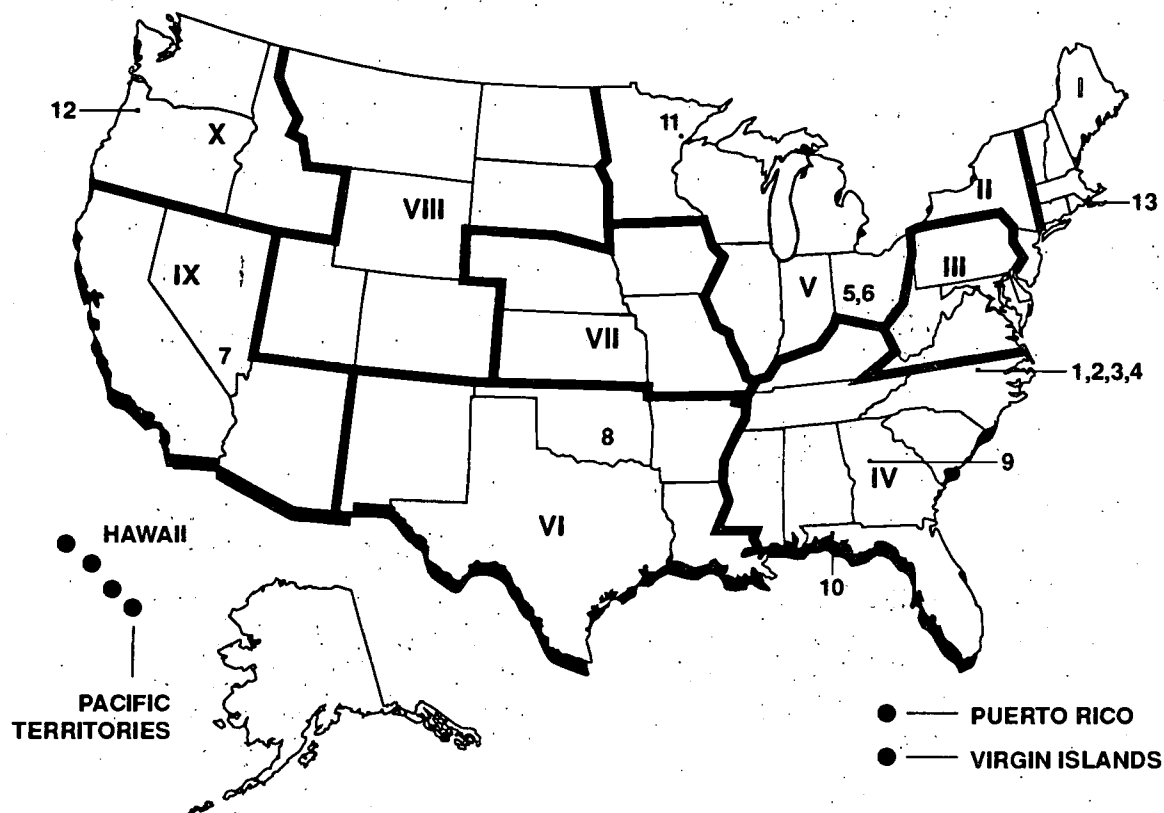 I
12
11
X
II
VIII
13
III
IX
V
5,6
VII
7
1,2,3,4
8
9
IV
VI
HAWAII
10
PACIFIC
TERRITORIES
PUERTO RICO
VIRGIN ISLANDS